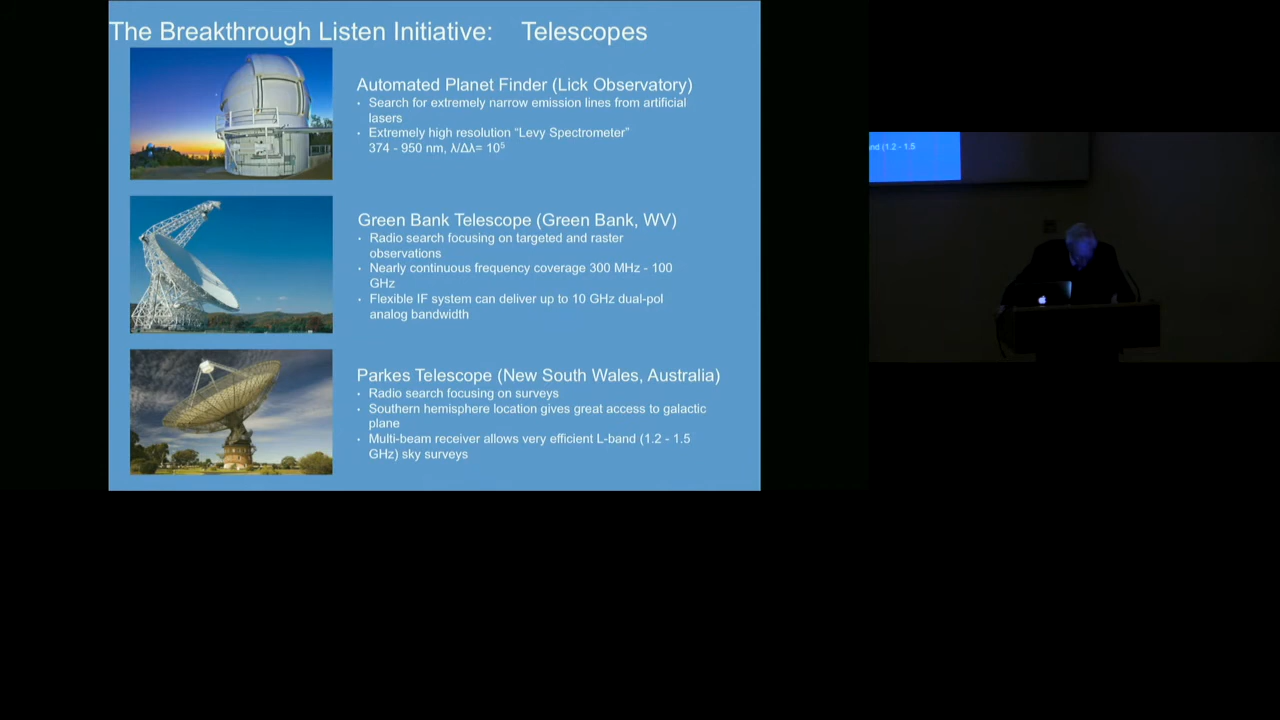 The Breakthrough Listen Initiative: Telescopes
Automated Planet Finder (Lick Observatory)
• Search for extremely narrow emission lines from artificial
lasers
• Extremely high resolution “Levy Spectrometer”
374 - 950 nm, λ/Δλ= 10⁵
Green Bank Telescope (Green Bank, WV)
• Radio search focusing on targeted and raster
observations
• Nearly continuous frequency coverage 300 MHz - 100
GHz
• Flexible IF system can deliver up to 10 GHz dual-pol
analog bandwidth
Parkes Telescope (New South Wales, Australia)
• Radio search focusing on surveys
• Southern hemisphere location gives great access to galactic
plane
• Multi-beam receiver allows very efficient L-band (1.2 - 1.5
GHz) sky surveys
nd (1.2 - 1.5